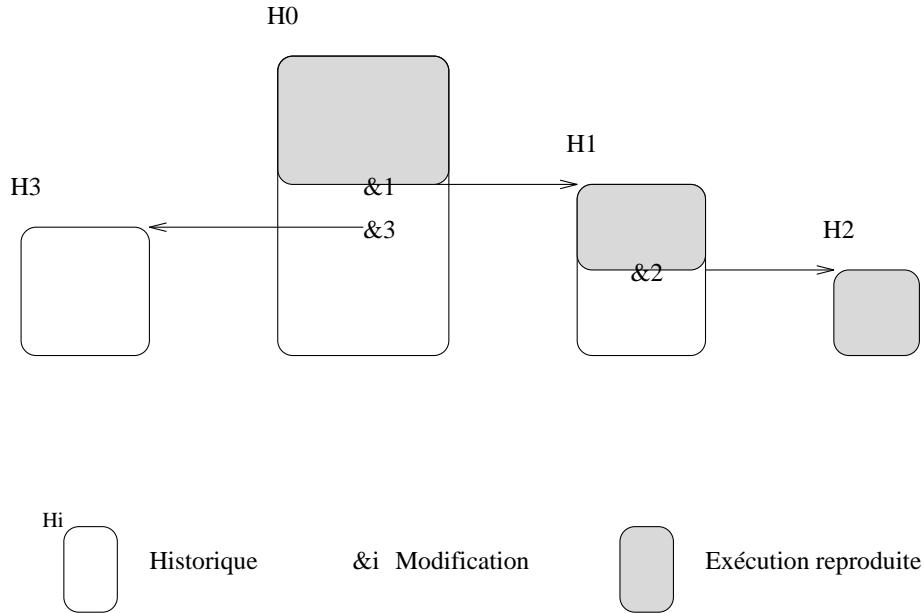 H0
H1
H3
&1
&3
H2
&2
Hi
Historique
&i Modification
Exécution reproduite